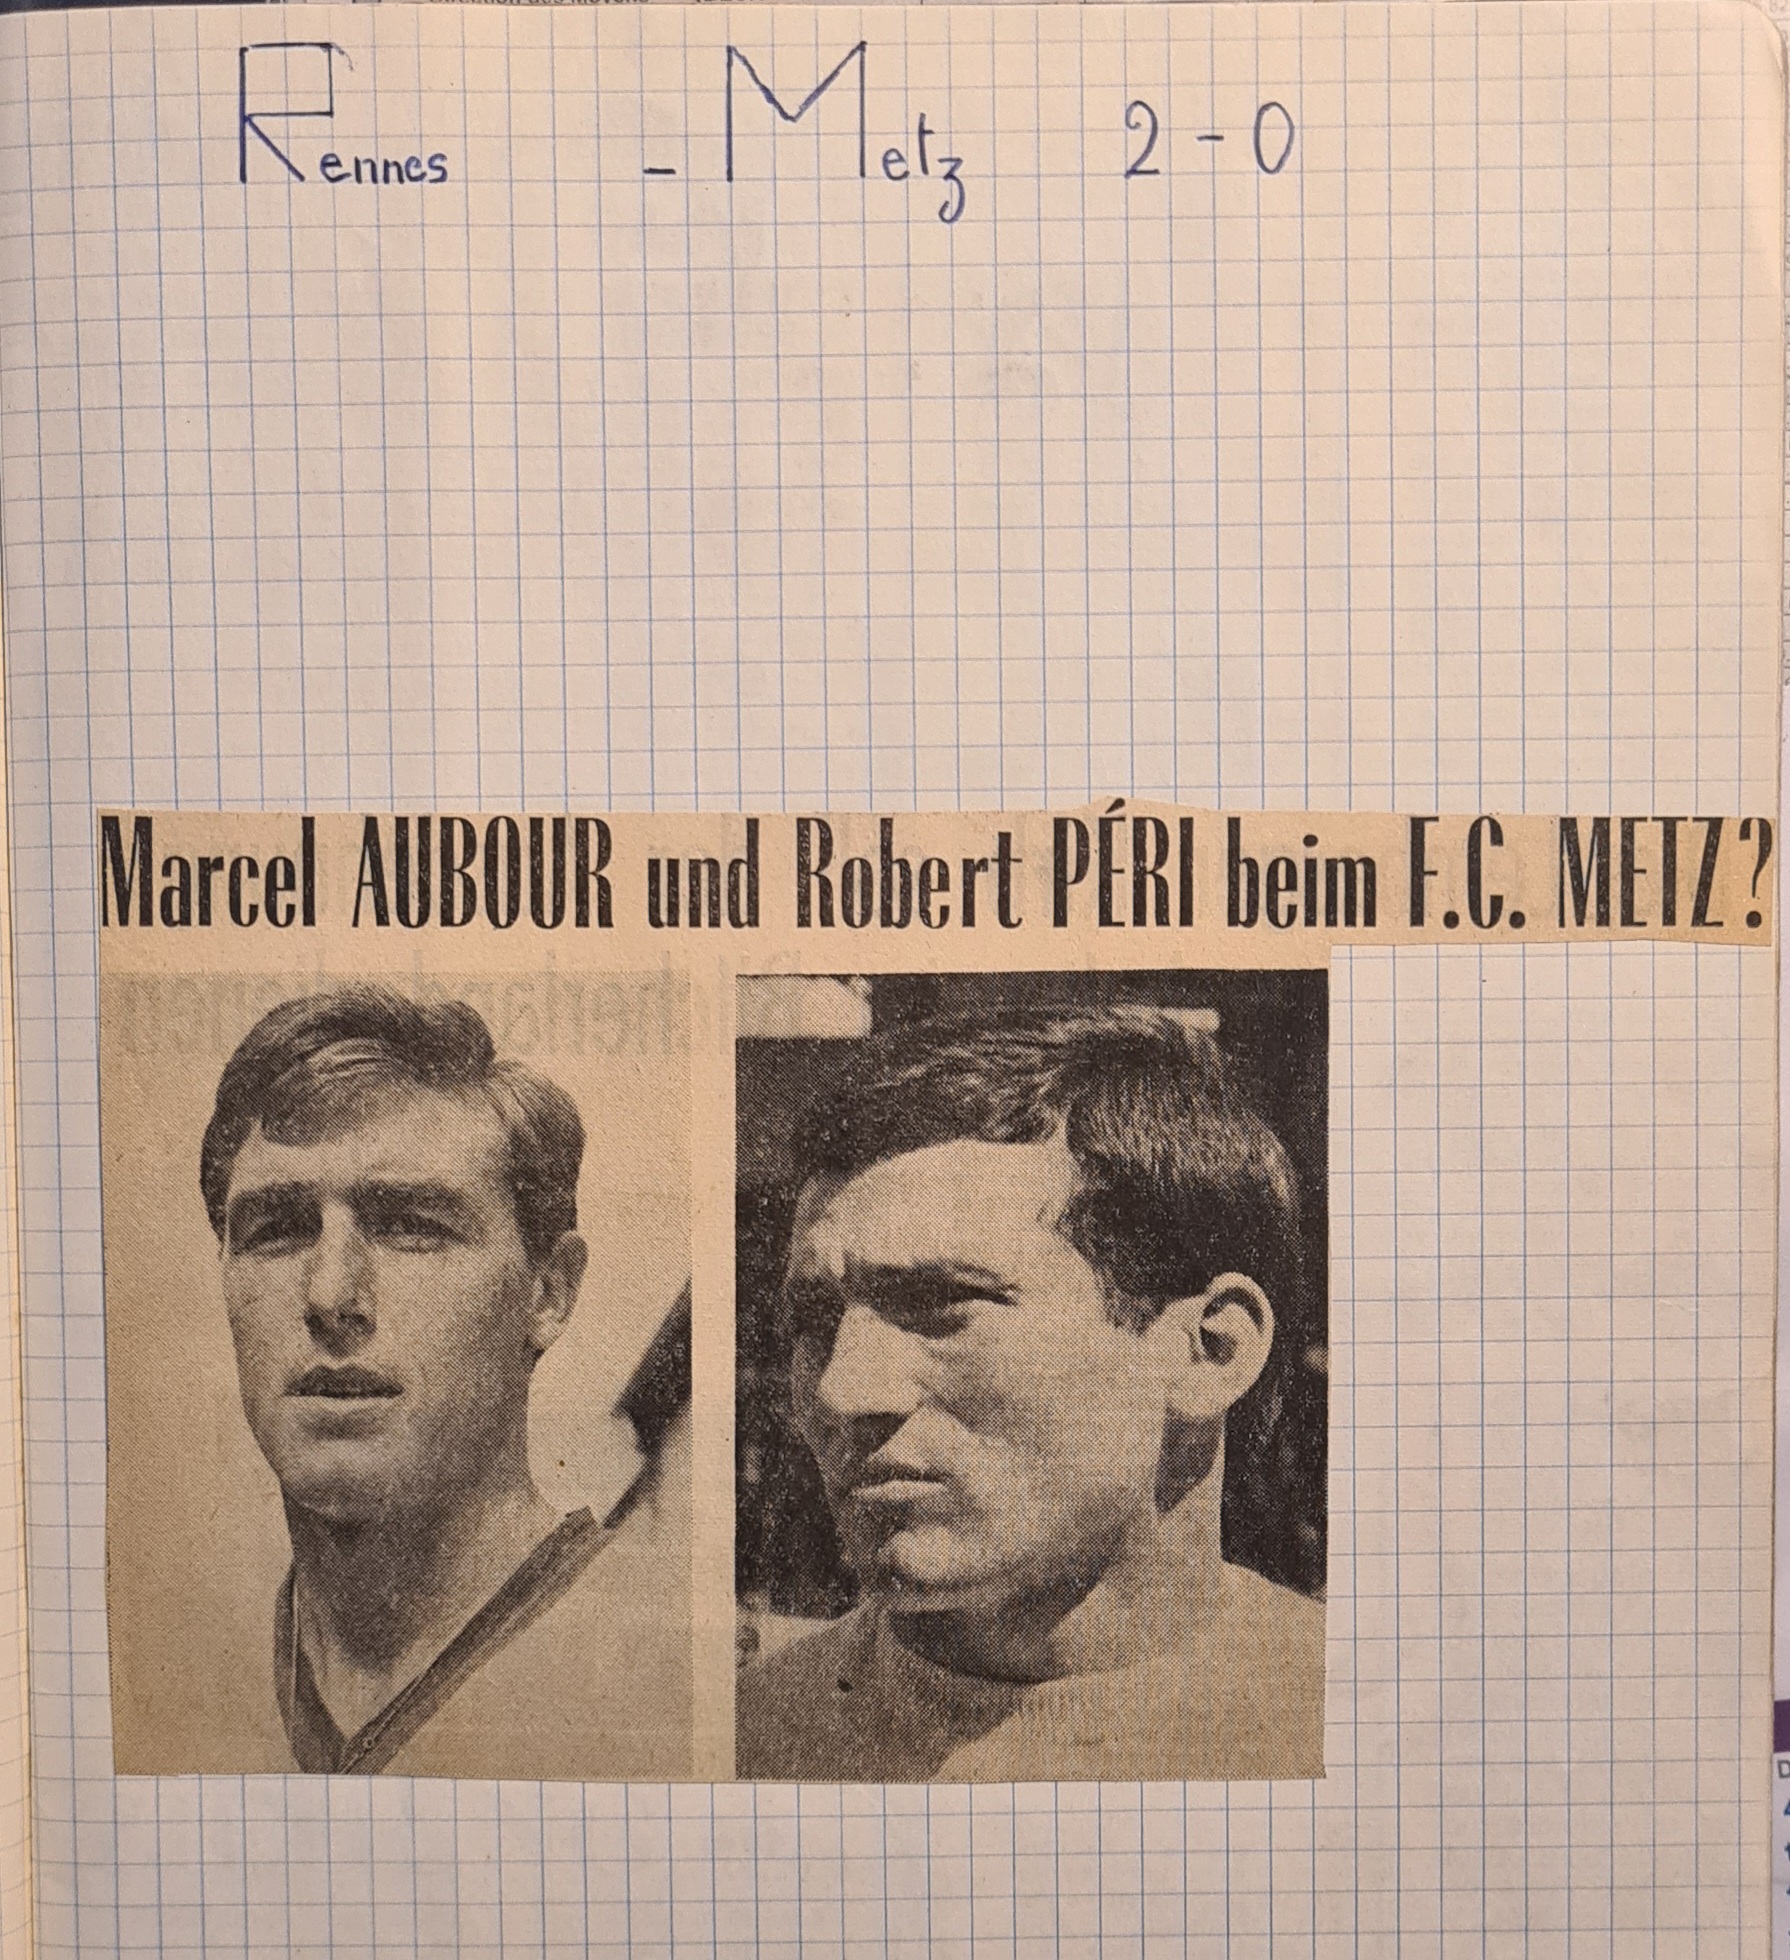 Rennes - Metz 2-0
Marcel AUBOUR und Robert PÉRI beim F.C. METZ?